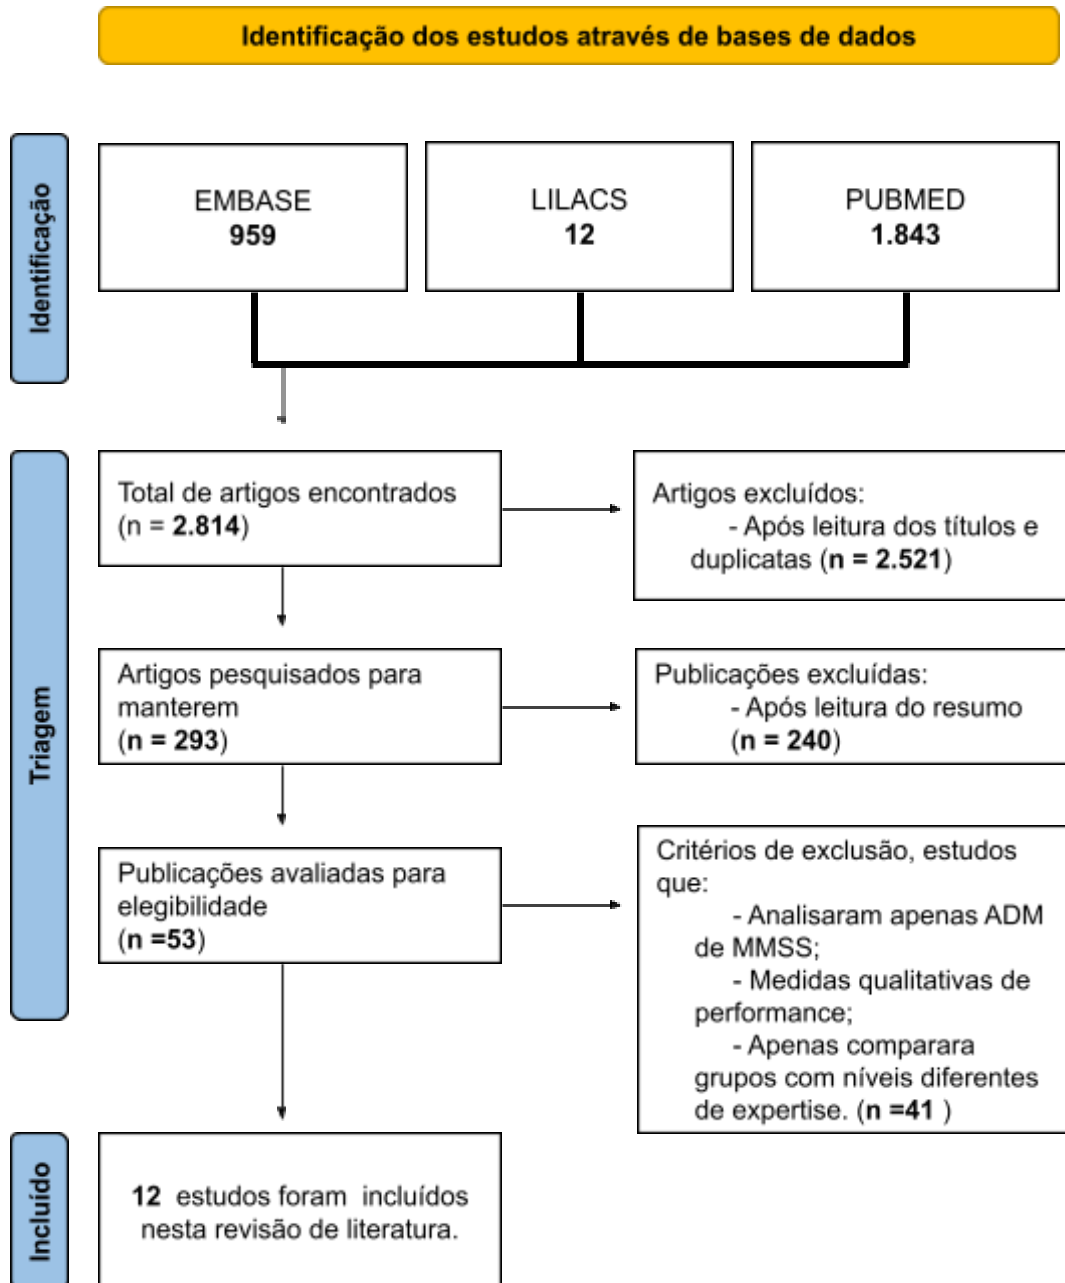 Identificação dos estudos através de bases de dados
Identificação
EMBASE
959
LILACS
12
PUBMED
1.843
Triagem
Total de artigos encontrados
(n = 2.814)
Artigos excluídos:
- Após leitura dos títulos e
duplicatas (n = 2.521)
Artigos pesquisados para
manterem
(n = 293)
Publicações excluídas:
- Após leitura do resumo
(n = 240)
Publicações avaliadas para
elegibilidade
(n =53)
Critérios de exclusão, estudos
que:
- Analisaram apenas ADM
de MMSS;
- Medidas qualitativas de
performance;
- Apenas comparara
grupos com níveis diferentes
de expertise. (n =41 )
Incluído
12 estudos foram incluídos
nesta revisão de literatura.